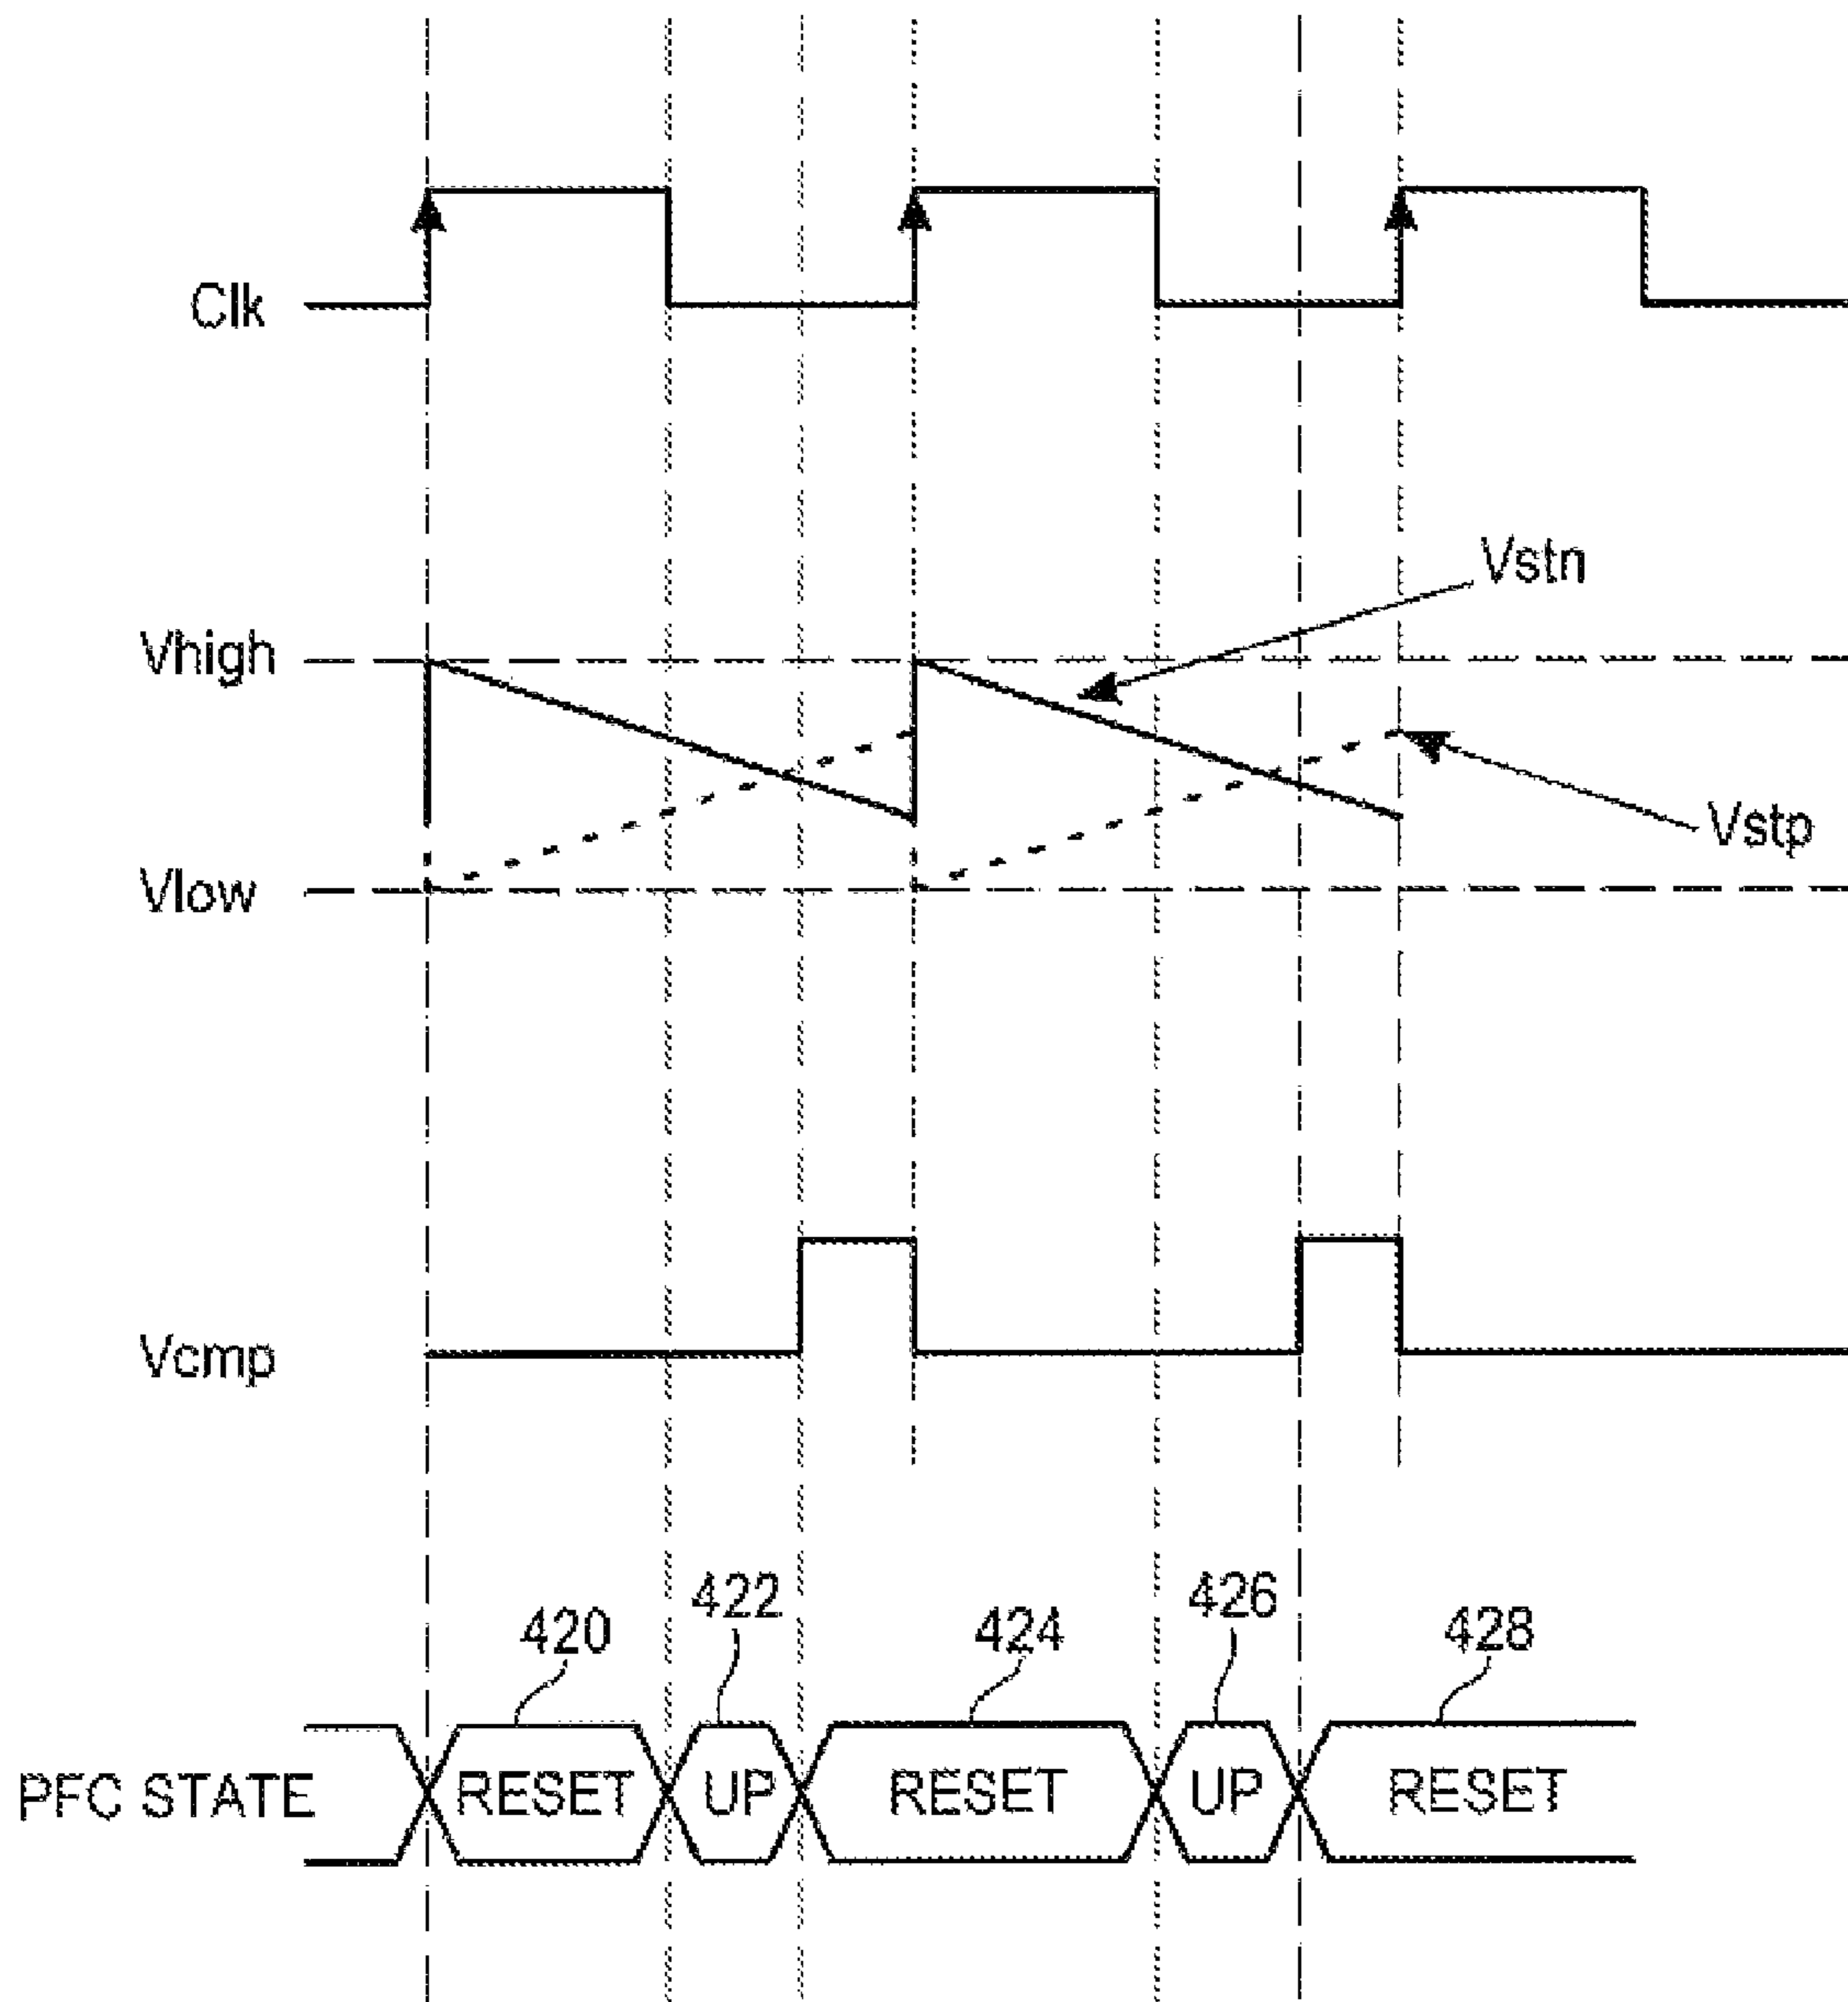 Clk
Vstn
Vhigh
Vstp
Vlow
Vcmp
420
422
424
426
428
PFC STATE
RESET
UP
RESET
UP
RESET